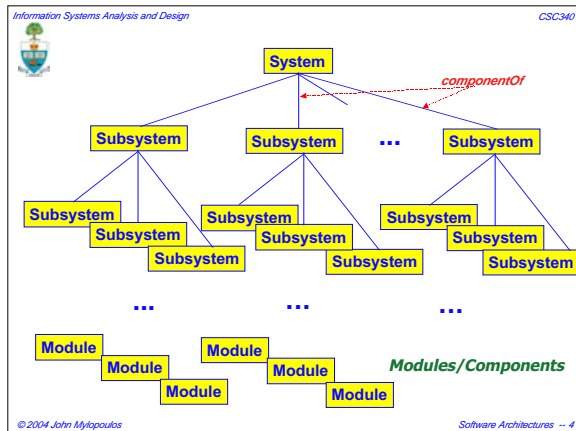 Information Systems Analysis and Design CSC340
System
componentOf
Subsystem Subsystem ... Subsystem
Subsystem Subsystem Subsystem
Subsystem Subsystem Subsystem
Subsystem Subsystem Subsystem
... ... ...
Module Module
Module Module Modules/Components
Module Module
© 2004 John Mylopoulos Software Architectures -- 4